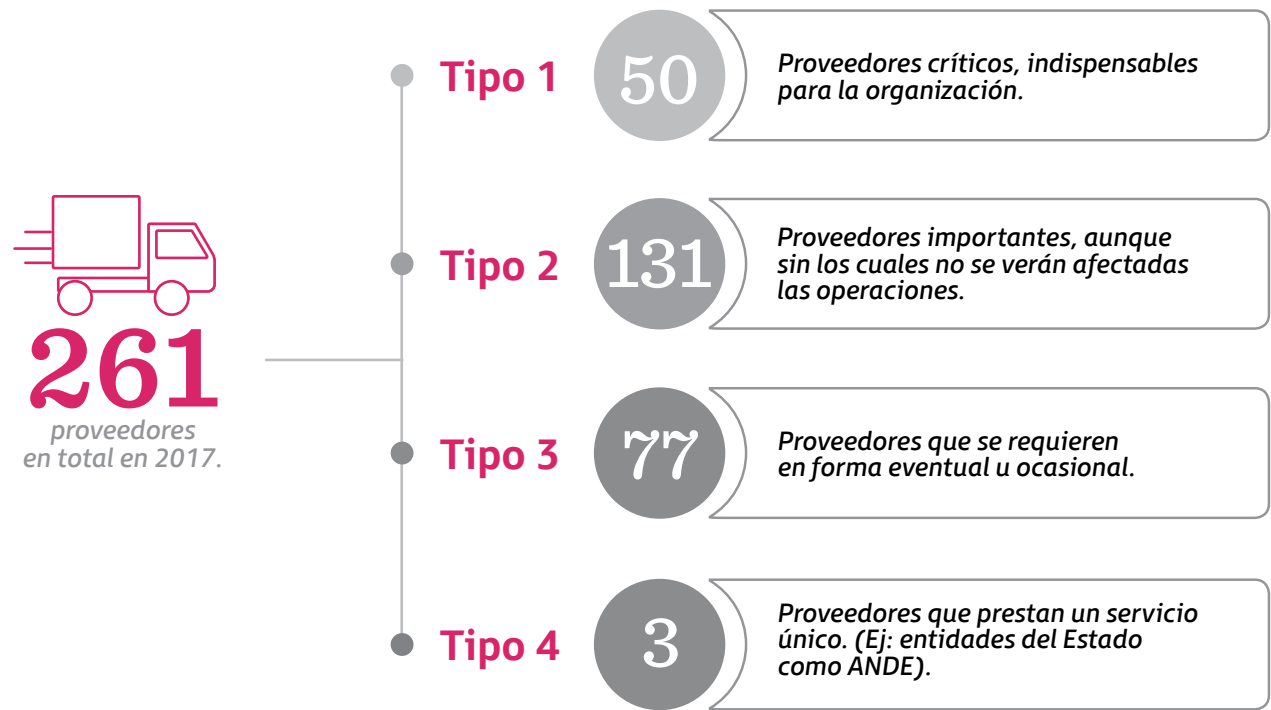 261
proveedores
en total en 2017.
Tipo 1
50
Proveedores críticos, indispensables
para la organización.
Tipo 2
131
Proveedores importantes, aunque
sin los cuales no se verán afectadas
las operaciones.
Tipo 3
77
Proveedores que se requieren
en forma eventual u ocasional.
Tipo 4
3
Proveedores que prestan un servicio
único. (Ej: entidades del Estado
como ANDE).